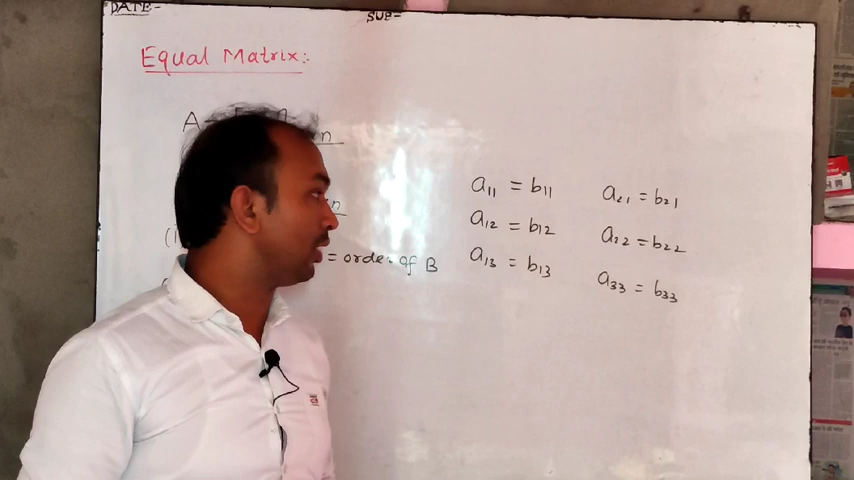 DATE-
SUB=
Equal Matrix:-
A =
n
n
(i
= order of B
a11 = b11
a12 = b12
a13 = b13
a21 = b21
a22 = b22
a33 = b33